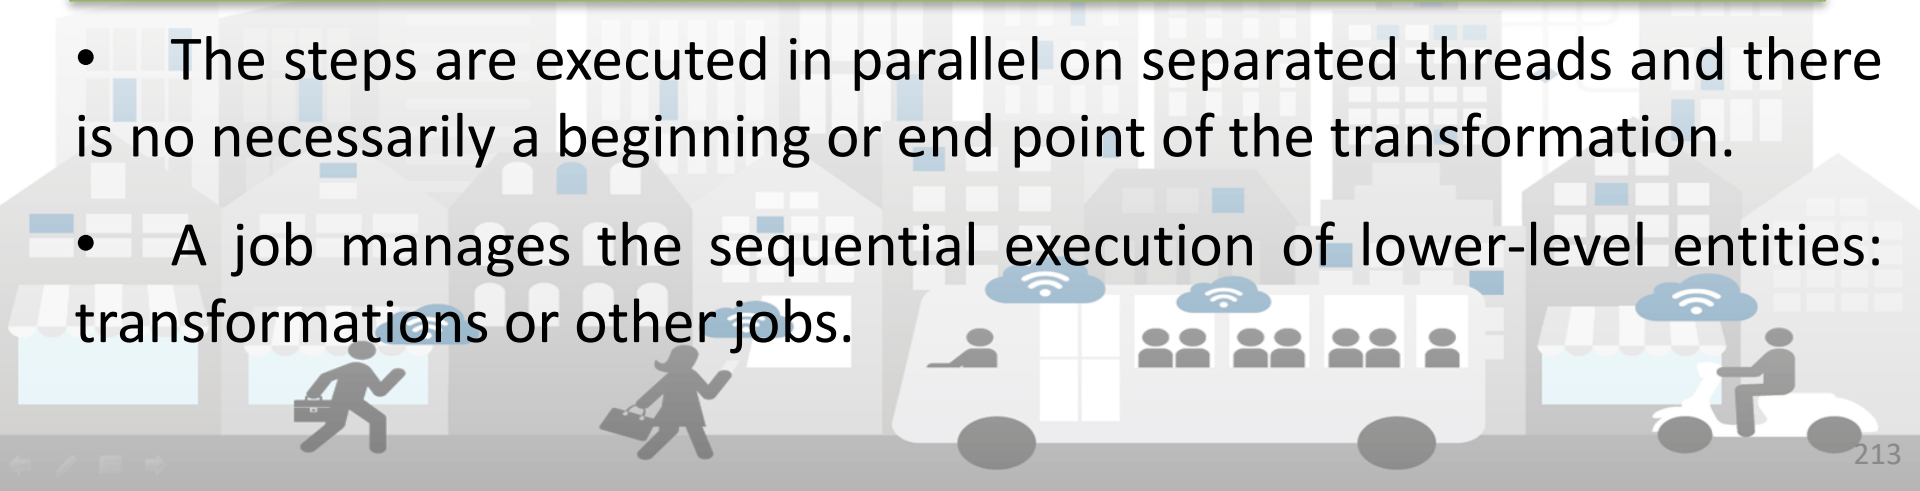 • The steps are executed in parallel on separated threads and there
is no necessarily a beginning or end point of the transformation.
• A job manages the sequential execution of lower-level entities:
transformations or other jobs.
213